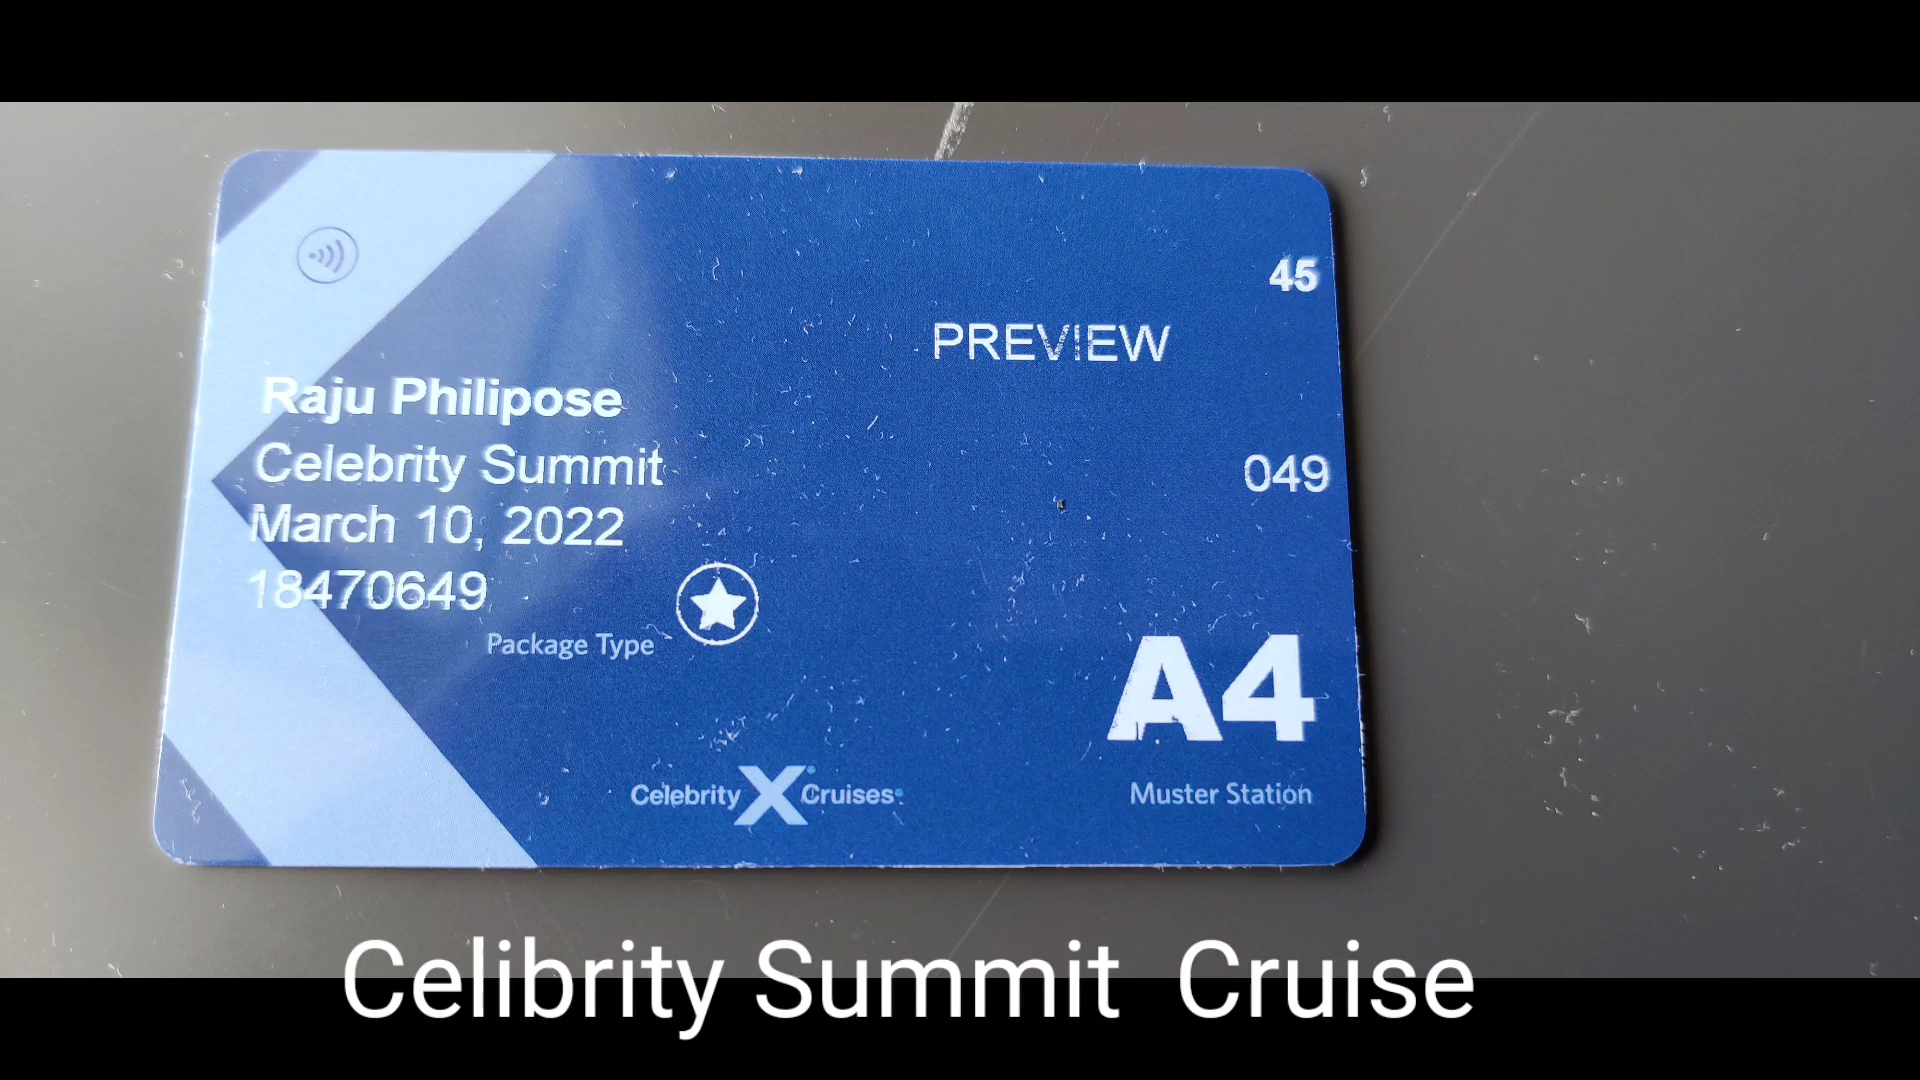 45
PREVIEW
Raju Philipose
Celebrity Summit
049
March 10, 2022
18470649
Package Type
A4
Celebrity X Cruises
Muster Station
Celibrity Summit Cruise